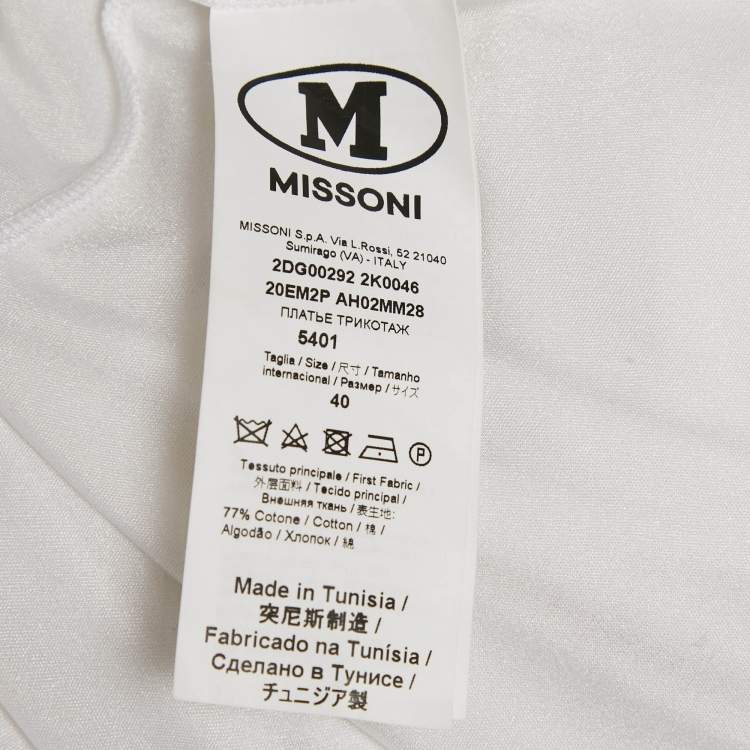 M
MISSONI
MISSONI S.p.A. Via L.Rossi, 52 21040
Sumirago (VA) - ITALY
2DG00292 2K0046
20EM2P AH02MM28
ПЛАТЬЕ ТРИКОТАЖ
5401
Taglia / Size / 尺寸 / Tamanho
internacional / Размер / サイズ
40
P
Tessuto principale / First Fabric /
外层面料 / Tecido principal /
Внешняя ткань / 表生地:
77% Cotone / Cotton / 棉 /
Algodão / Хлопок / 綿
Made in Tunisia /
突尼斯制造 /
Fabricado na Tunísia /
Сделано в Тунисе /
チュニジア製